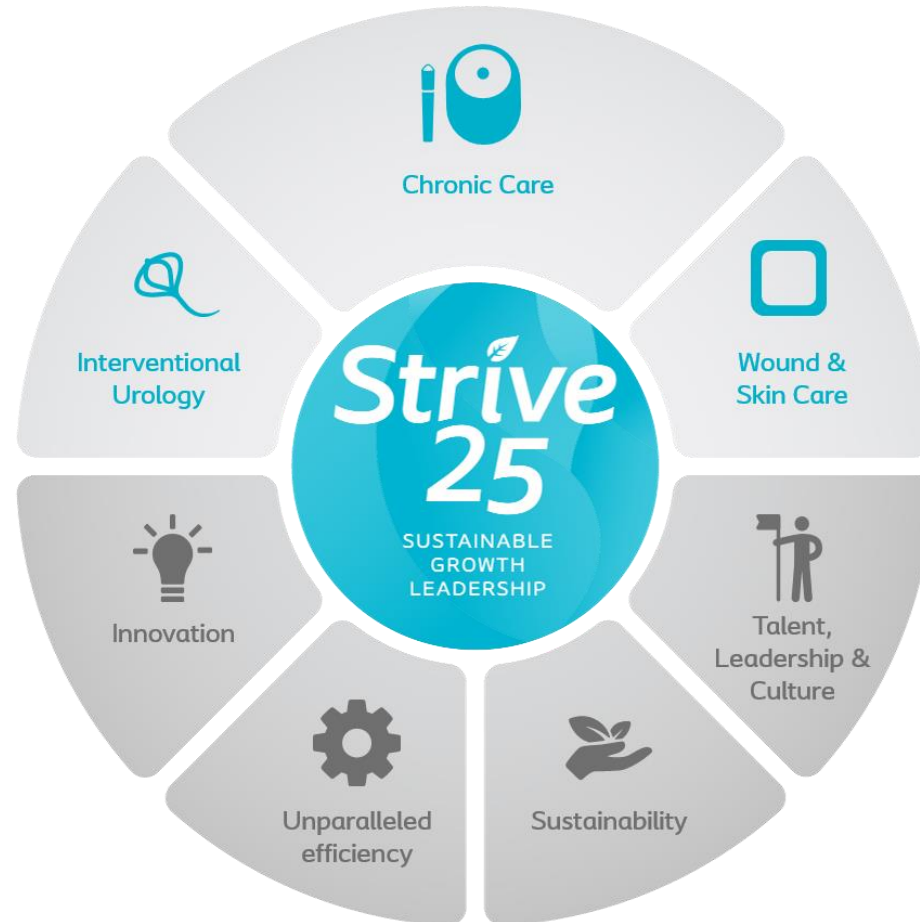 Chronic Care
Interventional
Urology
Wound &
Skin Care
Strive
25
SUSTAINABLE
GROWTH
LEADERSHIP
Innovation
Talent,
Leadership &
Culture
Unparalleled
efficiency
Sustainability